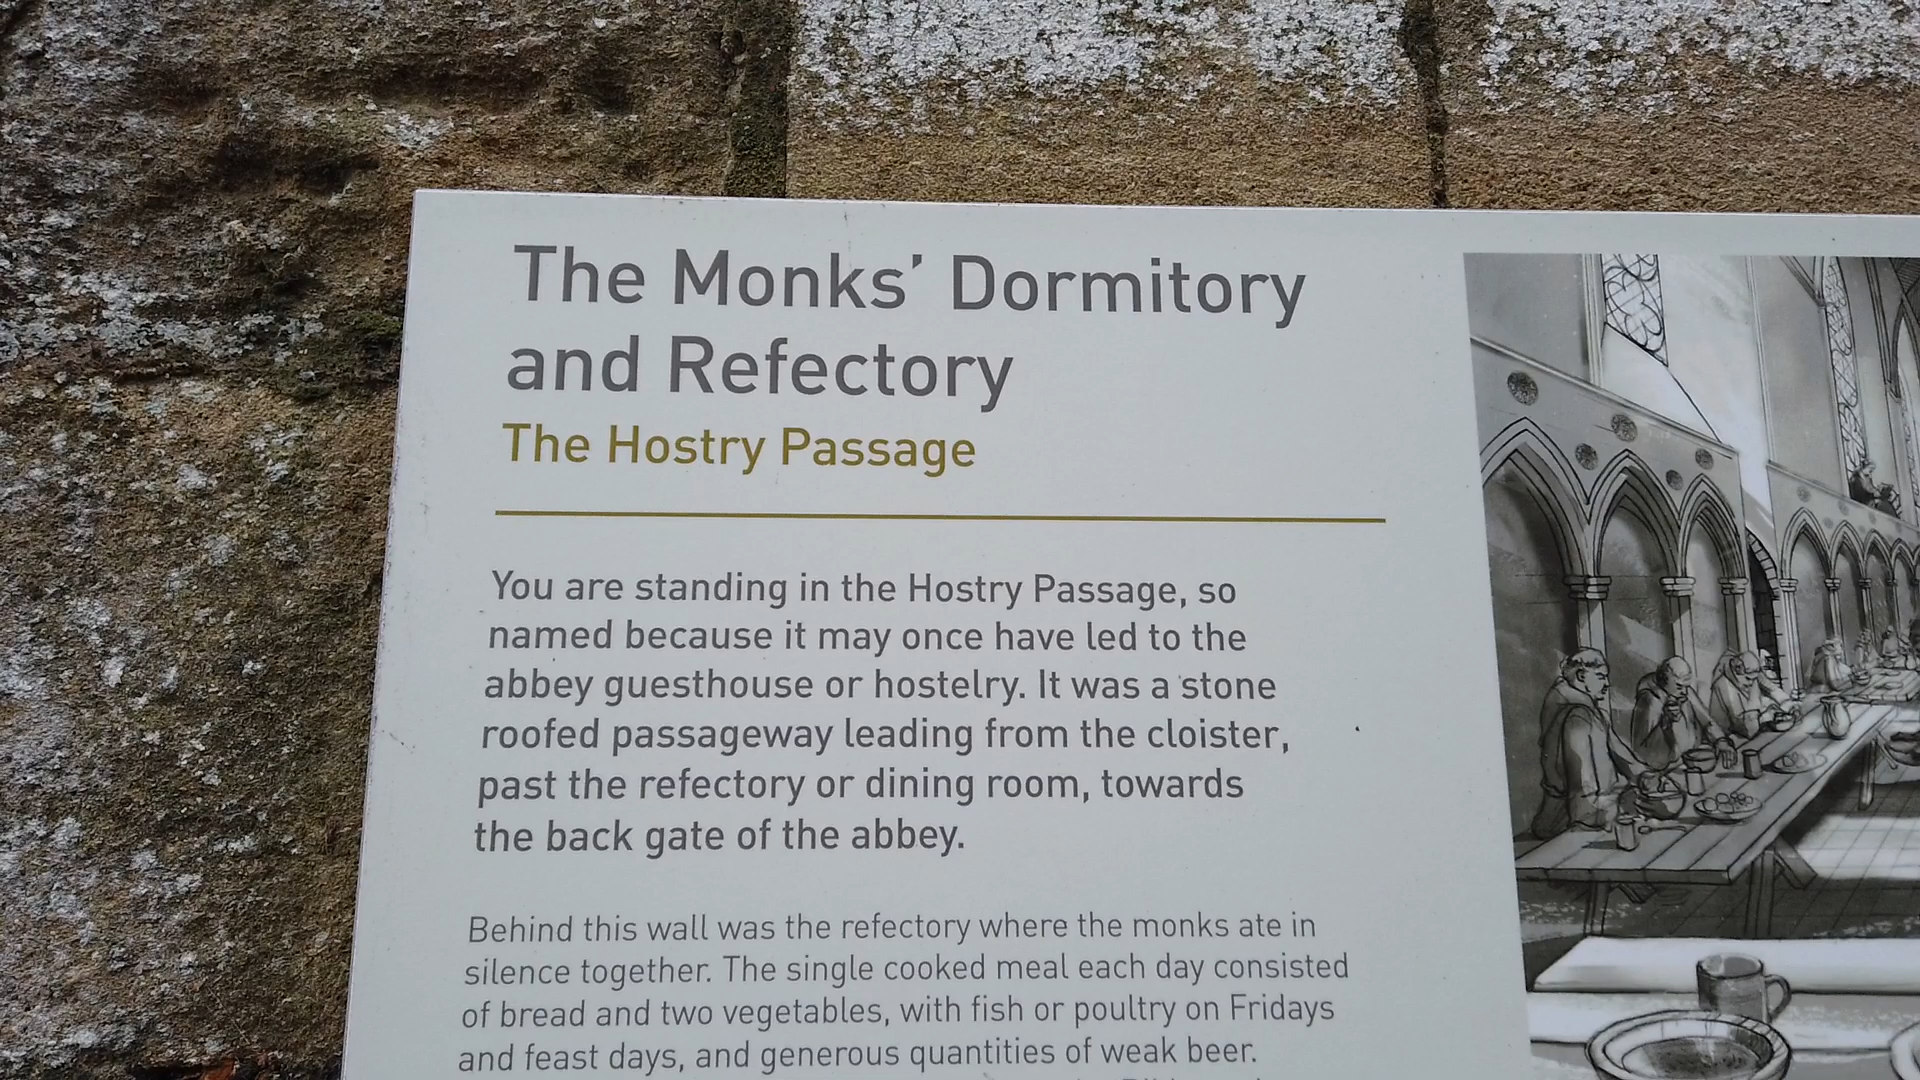 The Monks' Dormitory
and Refectory
The Hostry Passage
You are standing in the Hostry Passage, so
named because it may once have led to the
abbey guesthouse or hostelry. It was a stone
roofed passageway leading from the cloister,
past the refectory or dining room, towards
the back gate of the abbey.
Behind this wall was the refectory where the monks ate in
silence together. The single cooked meal each day consisted
of bread and two vegetables, with fish or poultry on Fridays
and feast days, and generous quantities of weak beer.